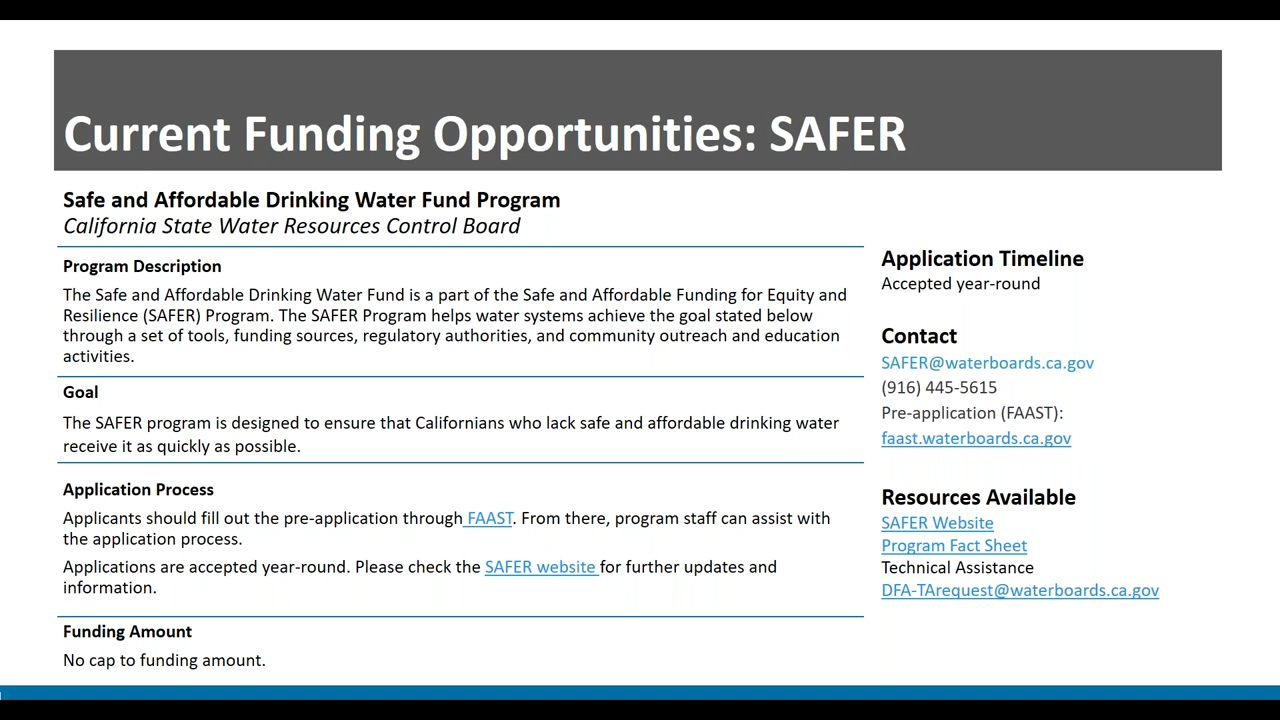 Current Funding Opportunities: SAFER
Safe and Affordable Drinking Water Fund Program
California State Water Resources Control Board
Program Description
The Safe and Affordable Drinking Water Fund is a part of the Safe and Affordable Funding for Equity and
Resilience (SAFER) Program. The SAFER Program helps water systems achieve the goal stated below
through a set of tools, funding sources, regulatory authorities, and community outreach and education
activities.
Goal
The SAFER program is designed to ensure that Californians who lack safe and affordable drinking water
receive it as quickly as possible.
Application Process
Applicants should fill out the pre-application through FAAST. From there, program staff can assist with
the application process.
Applications are accepted year-round. Please check the SAFER website for further updates and
information.
Funding Amount
No cap to funding amount.
Application Timeline
Accepted year-round
Contact
SAFER@waterboards.ca.gov
(916) 445-5615
Pre-application (FAAST):
faast.waterboards.ca.gov
Resources Available
SAFER Website
Program Fact Sheet
Technical Assistance
DFA-TArequest@waterboards.ca.gov